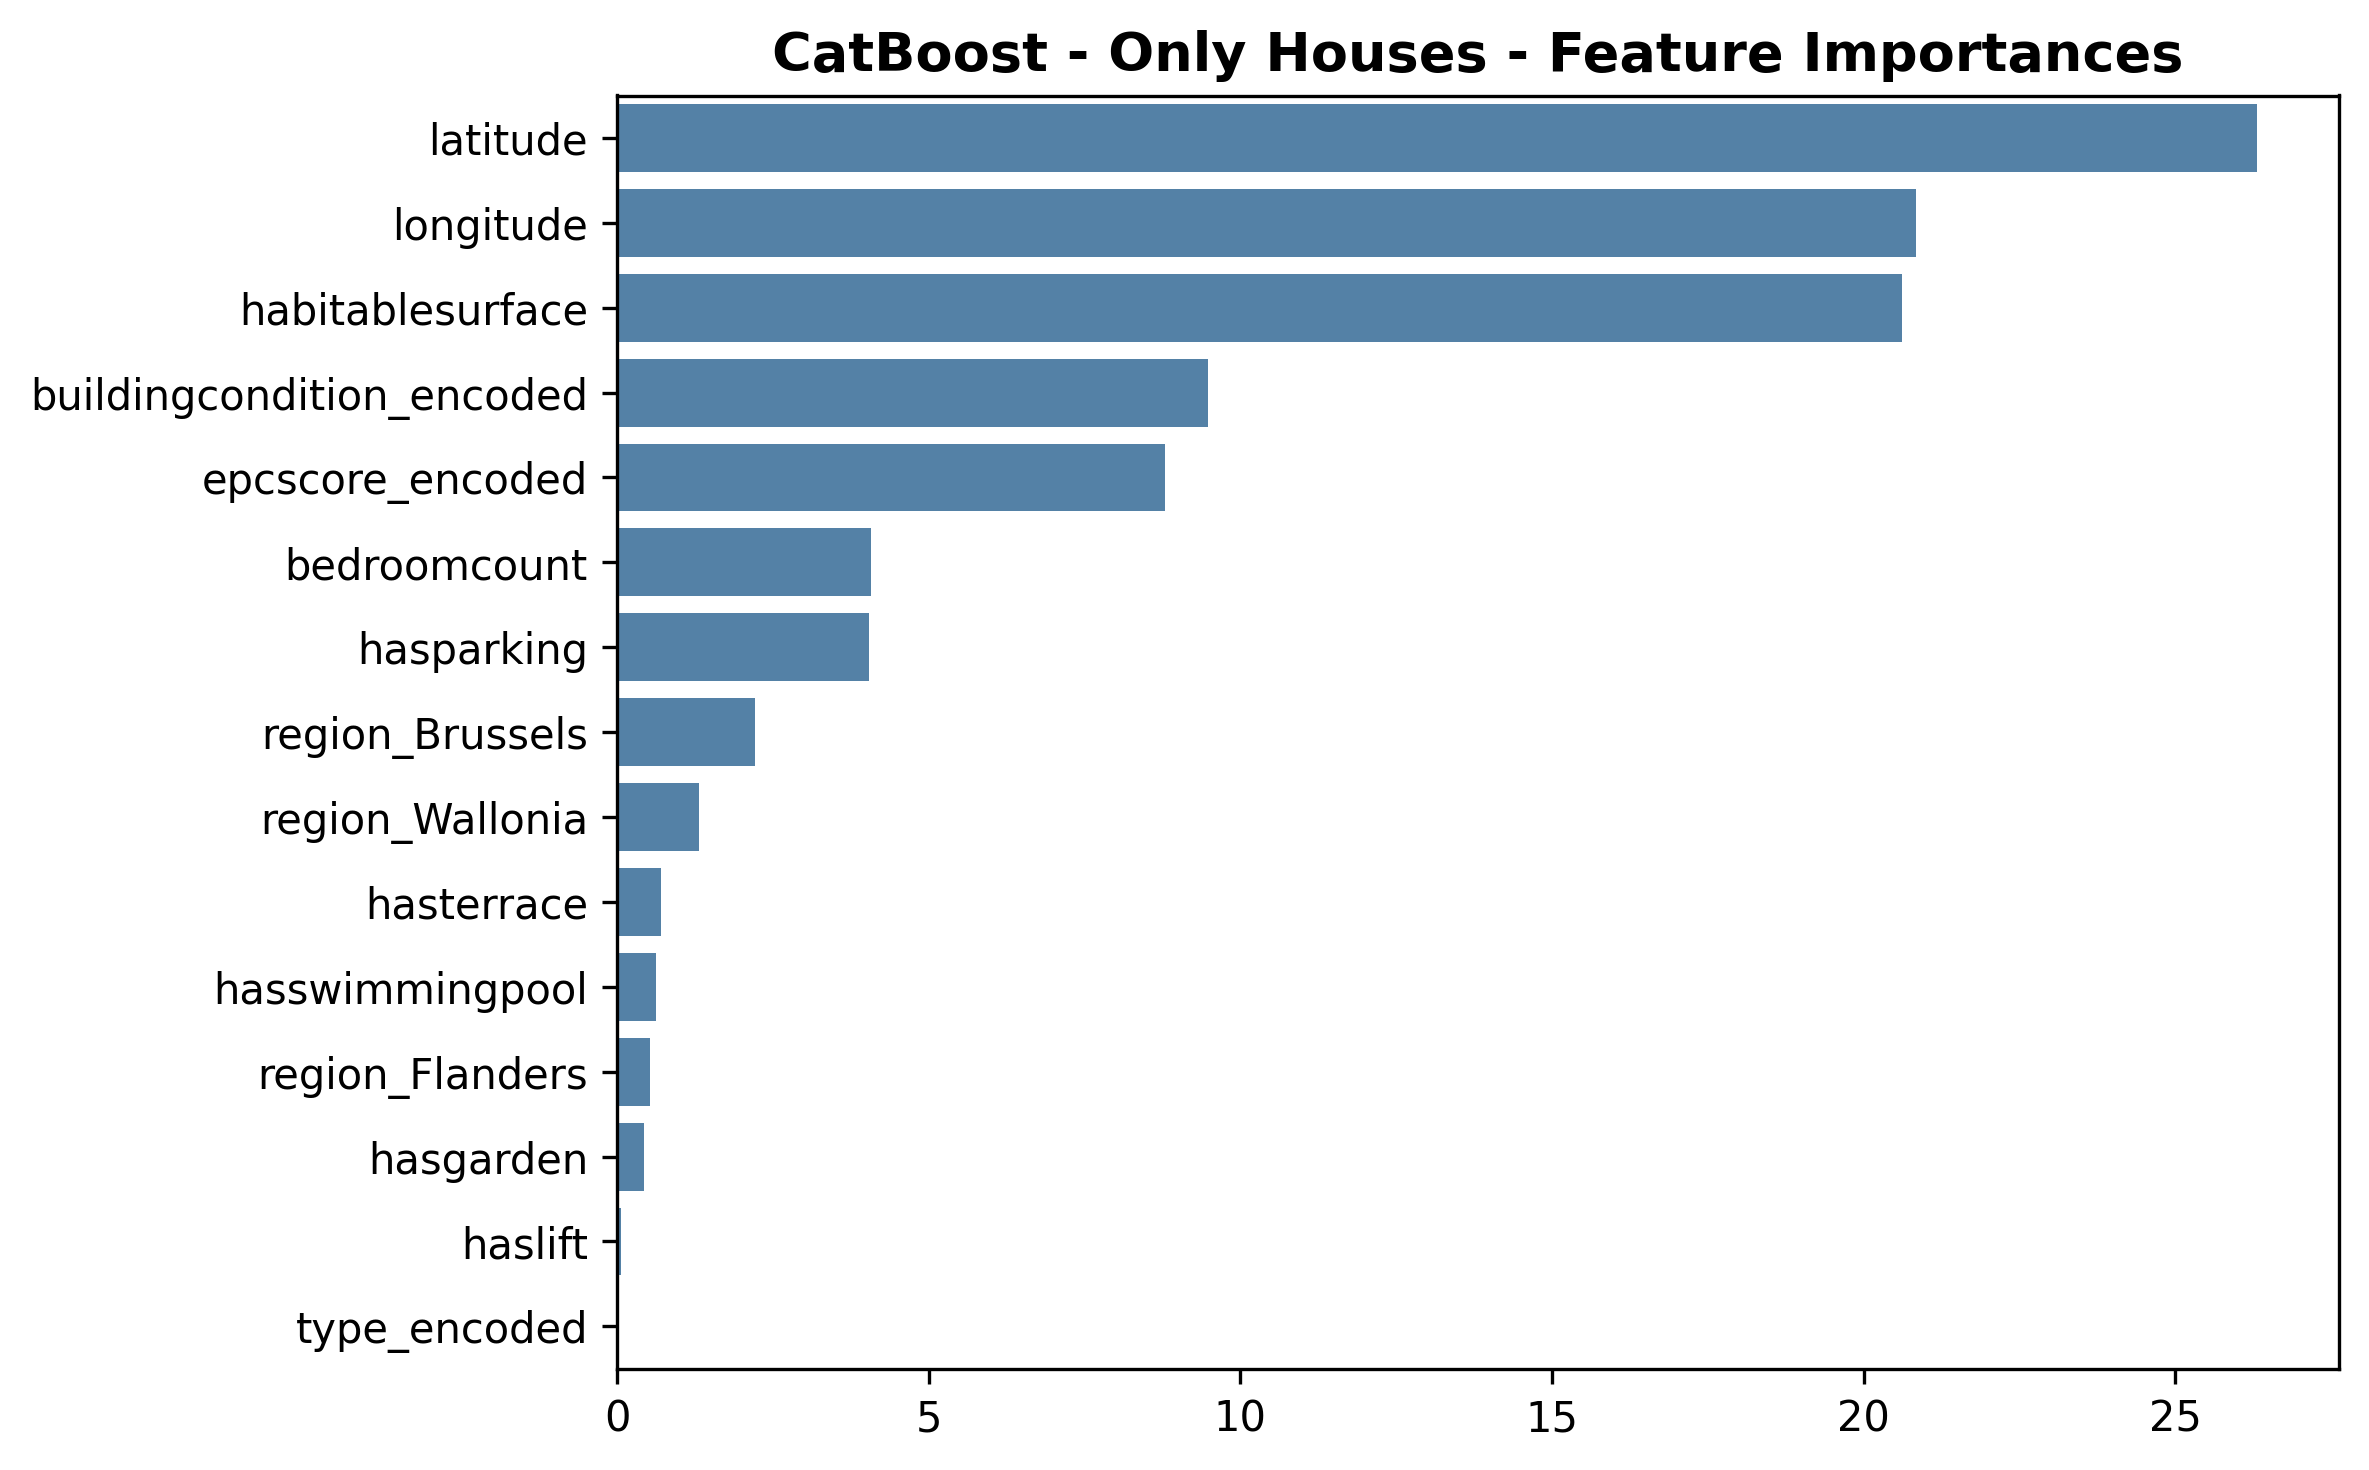 CatBoost - Only Houses - Feature Importances
latitude
longitude
habitablesurface
buildingcondition_encoded
epcscore_encoded
bedroomcount
hasparking
region_Brussels
region_Wallonia
hasterrace
hasswimmingpool
region_Flanders
hasgarden
haslift
type_encoded
0 5 10 15 20 25